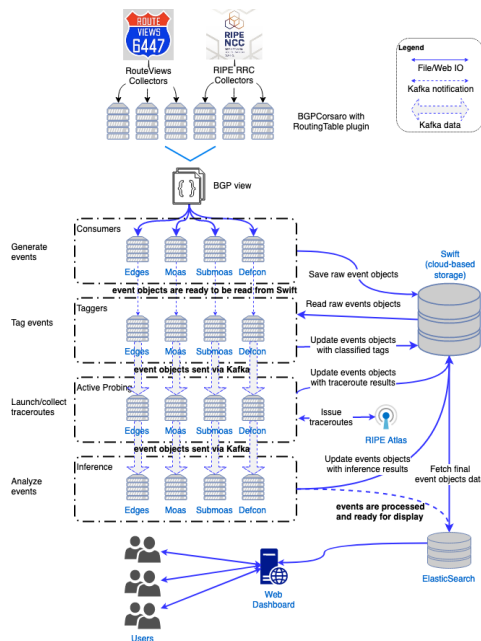 ROUTE
VIEWS
6447
RIPE
NCC
RouteViews
Collectors
RIPE RRC
Collectors
Legend
File/Web IO
Kafka notification
Kafka data
BGPCorsaro with
RoutingTable plugin
{ }
BGP view
Generate
events
Consumers
Edges Moas Submoas Defcon
Save raw event objects
Swift
(cloud-based
storage)
event objects are ready to be read from Swift
Read raw events objects
Tag events
Taggers
Edges Moas Submoas Defcon
Update events objects
with classified tags
event objects sent via Kafka
Launch/collect
traceroutes
Active Probing
Edges Moas Submoas Defcon
Update events objects
with traceroute results
Issue
traceroutes
RIPE Atlas
event objects sent via Kafka
Analyze
events
Inference
Edges Moas Submoas Defcon
Update events objects
with inference results
Fetch final
event objects data
events are processed
and ready for display
ElasticSearch
Web
Dashboard
Users